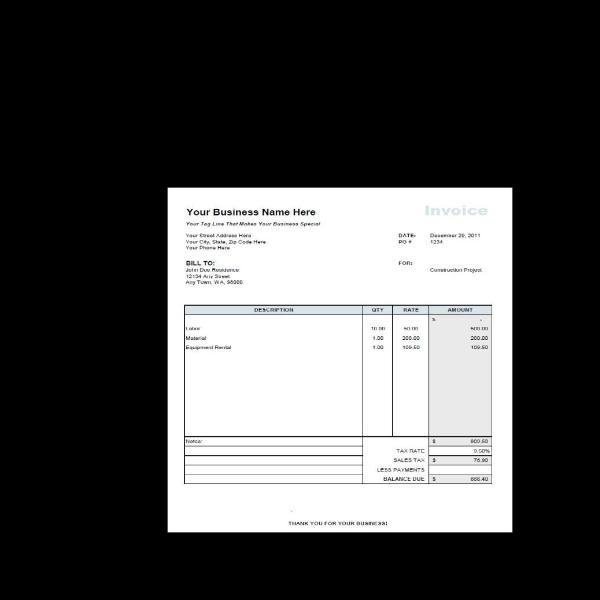 Your Business Name Here
Invoice
Your Tag Line That Makes Your Business Special
Your Street Address Here
DATE: December 20, 2011
Your City, State, Zip Code Here
PO # 1234
Your Phone Here
BILL TO:
FOR:
John Doe Residence
Construction Project
12134 Any Street
Any Town, WA, 98000
DESCRIPTION QTY RATE AMOUNT
$ -
Labor 10.00 50.00 500.00
Material 1.00 200.00 200.00
Equipment Rental 1.00 109.50 109.50
Notes: $ 809.50
TAX RATE 9.50%
SALES TAX $ 76.90
LESS PAYMENTS
BALANCE DUE $ 886.40
THANK YOU FOR YOUR BUSINESS!